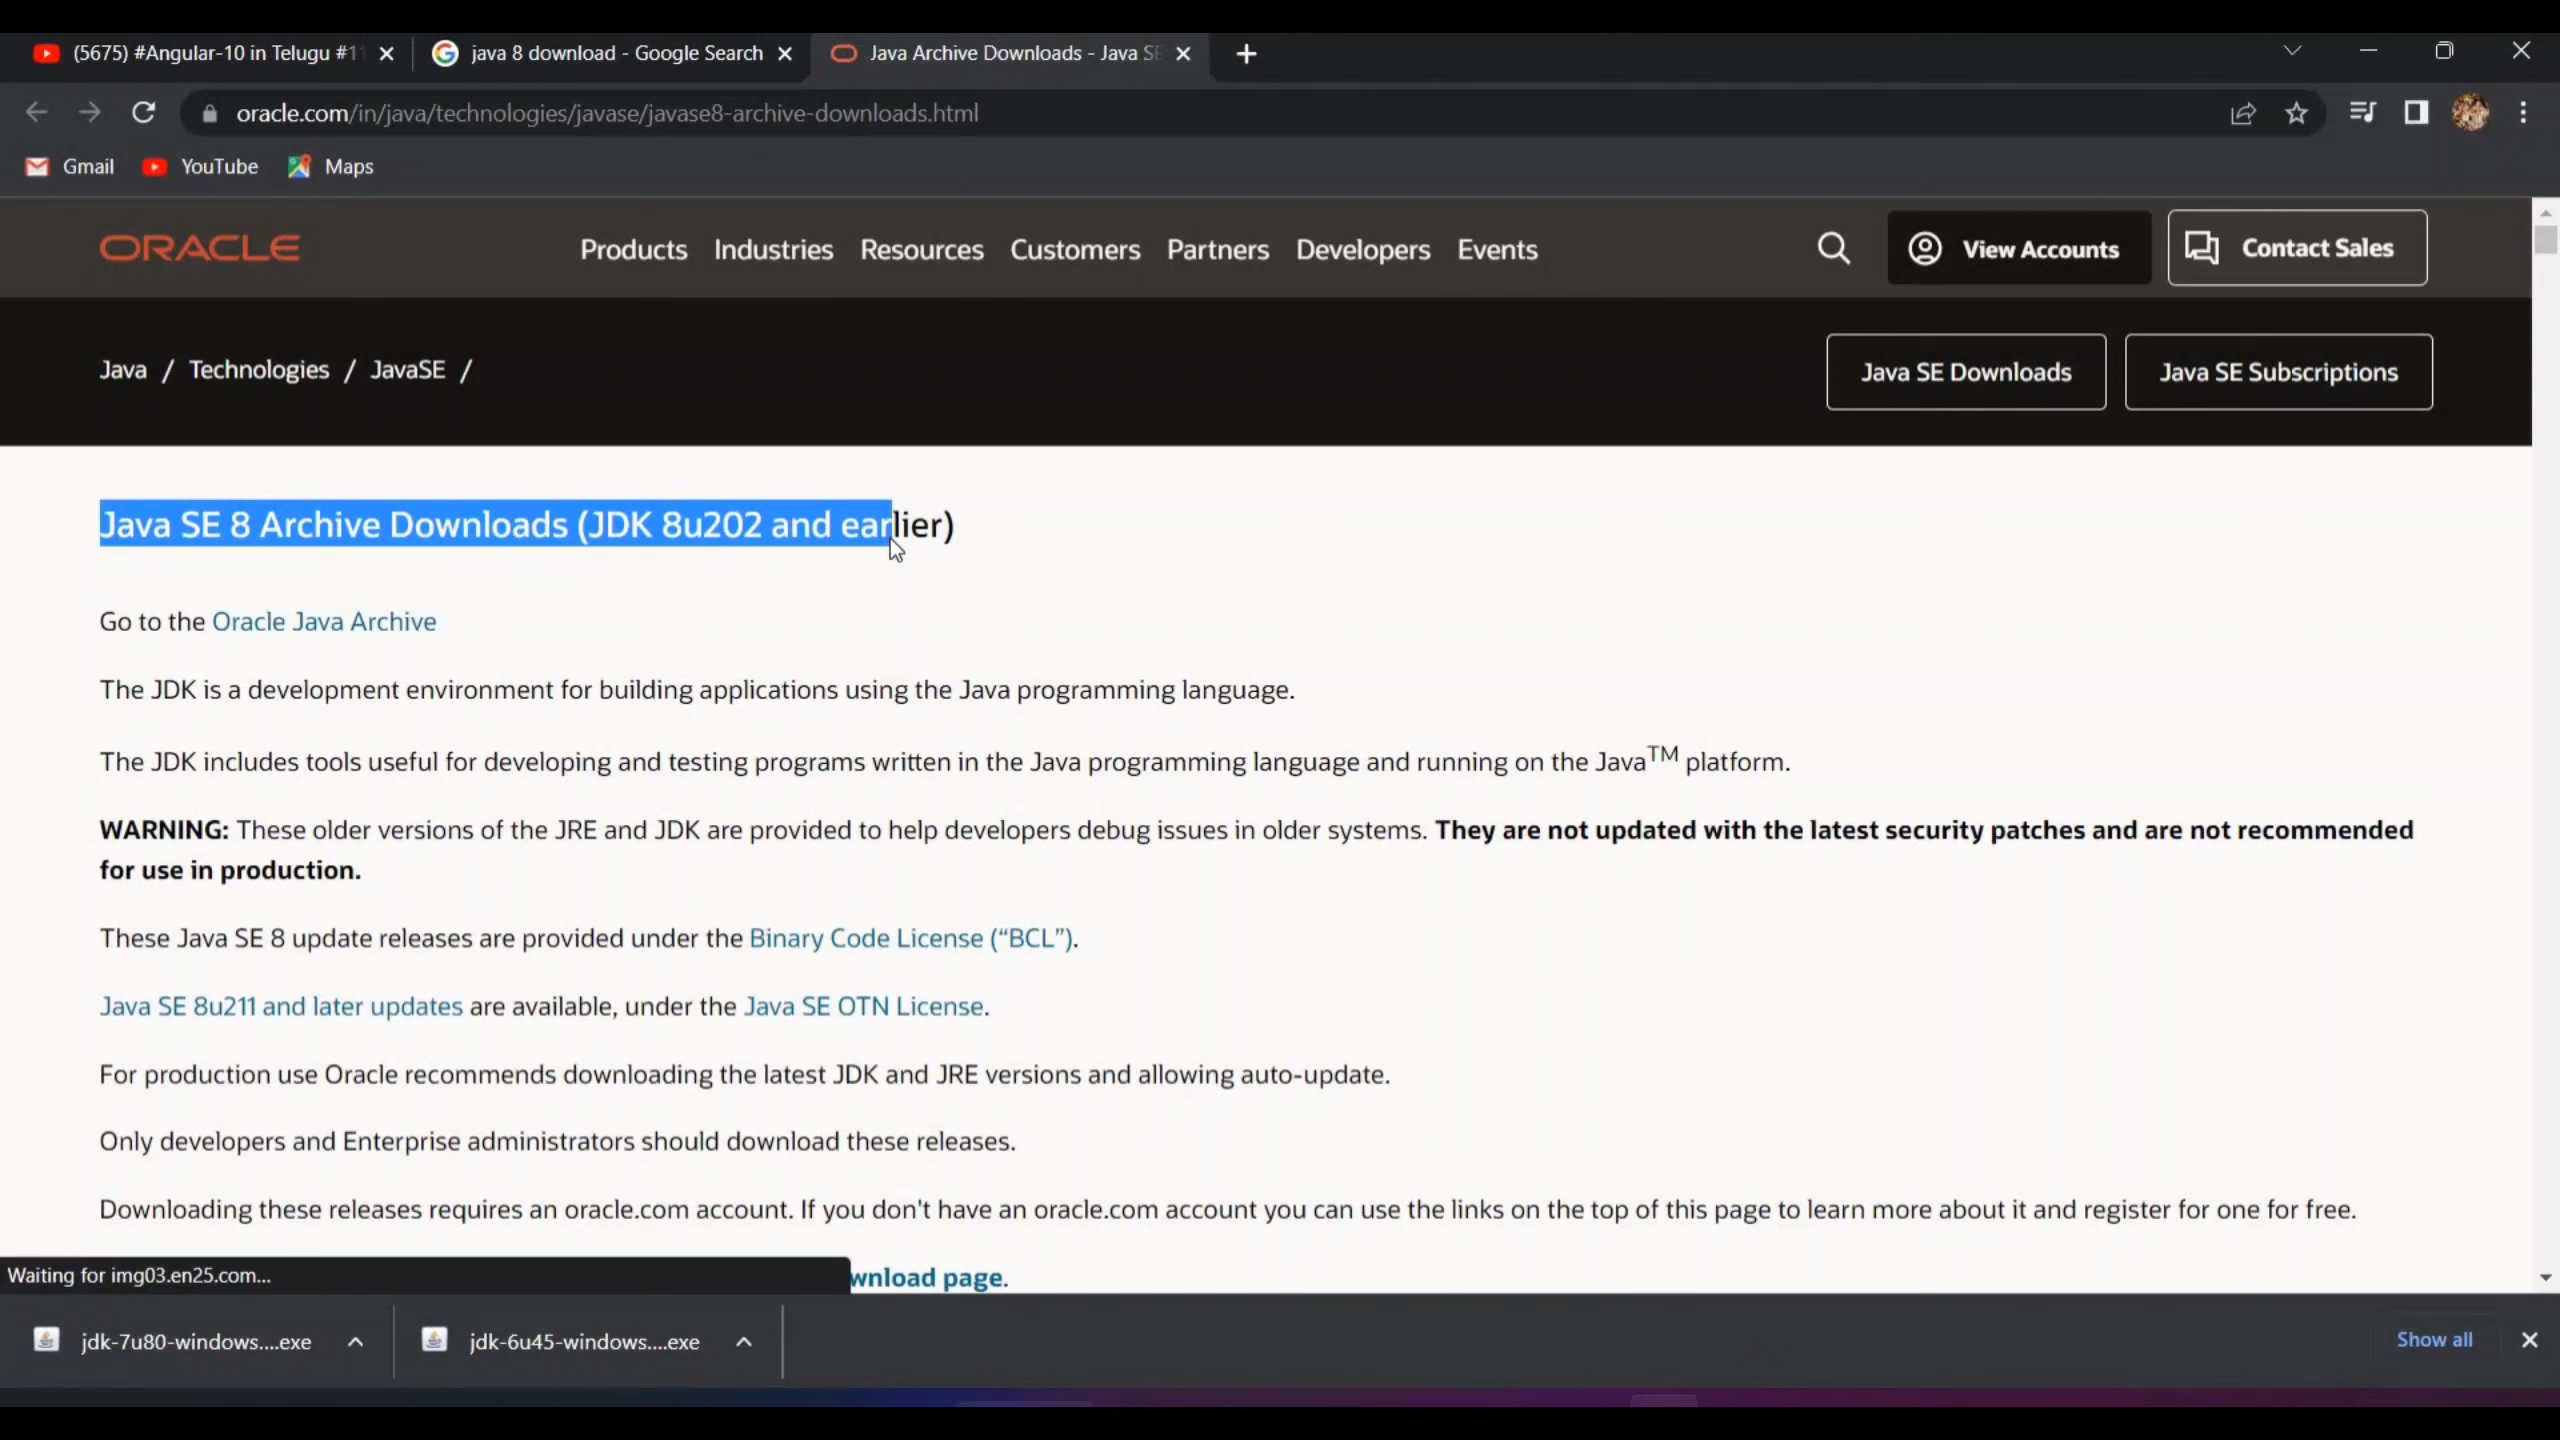 (5675) #Angular-10 in Telugu #1
java 8 download - Google Search
Java Archive Downloads - Java SE
oracle.com/in/java/technologies/javase/javase8-archive-downloads.html
Gmail
YouTube
Maps
ORACLE
Products
Industries
Resources
Customers
Partners
Developers
Events
View Accounts
Contact Sales
Java / Technologies / JavaSE /
Java SE Downloads
Java SE Subscriptions
Java SE 8 Archive Downloads (JDK 8u202 and earlier)
Go to the Oracle Java Archive
The JDK is a development environment for building applications using the Java programming language.
The JDK includes tools useful for developing and testing programs written in the Java programming language and running on the Java™ platform.
WARNING: These older versions of the JRE and JDK are provided to help developers debug issues in older systems. They are not updated with the latest security patches and are not recommended
for use in production.
These Java SE 8 update releases are provided under the Binary Code License (“BCL”).
Java SE 8u211 and later updates are available, under the Java SE OTN License.
For production use Oracle recommends downloading the latest JDK and JRE versions and allowing auto-update.
Only developers and Enterprise administrators should download these releases.
Downloading these releases requires an oracle.com account. If you don't have an oracle.com account you can use the links on the top of this page to learn more about it and register for one for free.
Waiting for img03.en25.com...
wnload page.
jdk-7u80-windows....exe
jdk-6u45-windows....exe
Show all